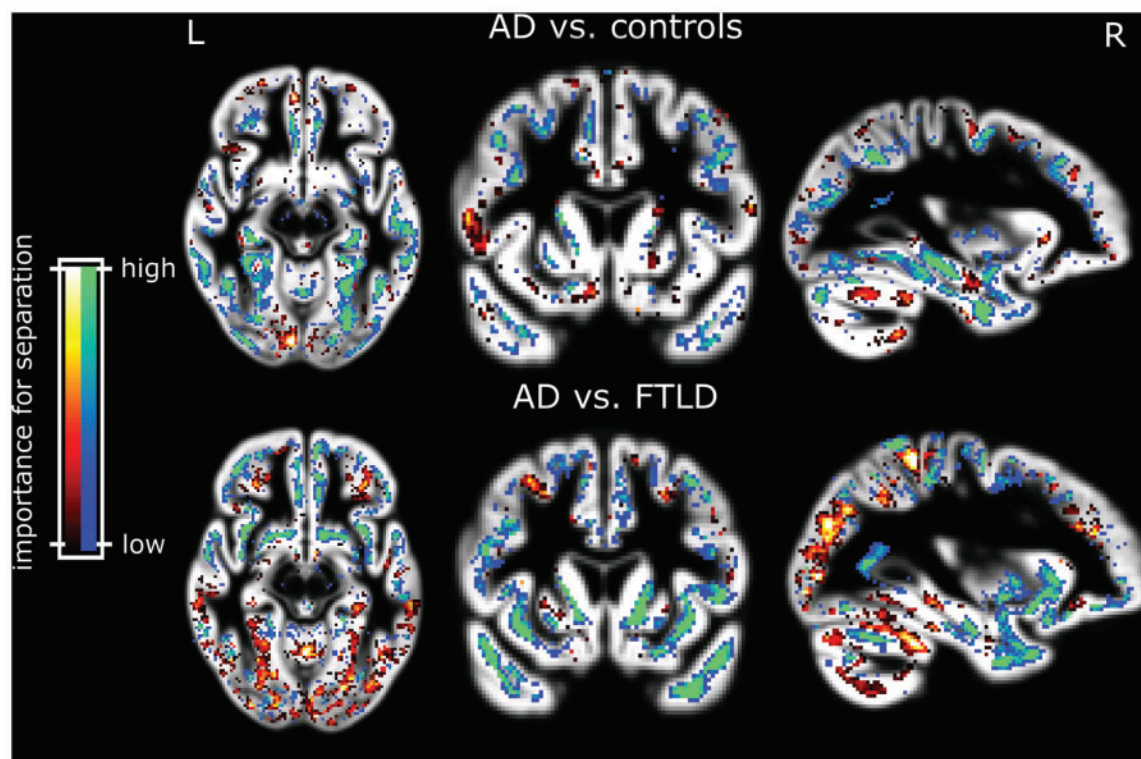 L
AD vs. controls
R
high
importance for separation
low
AD vs. FTLD